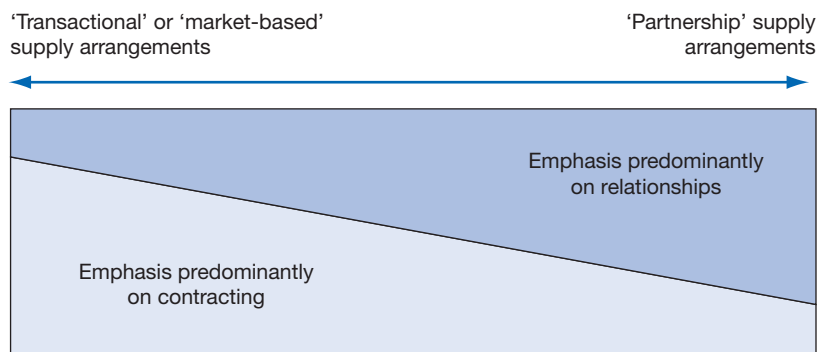 ‘Transactional’ or ‘market-based’
supply arrangements
‘Partnership’ supply
arrangements
Emphasis predominantly
on relationships
Emphasis predominantly
on contracting